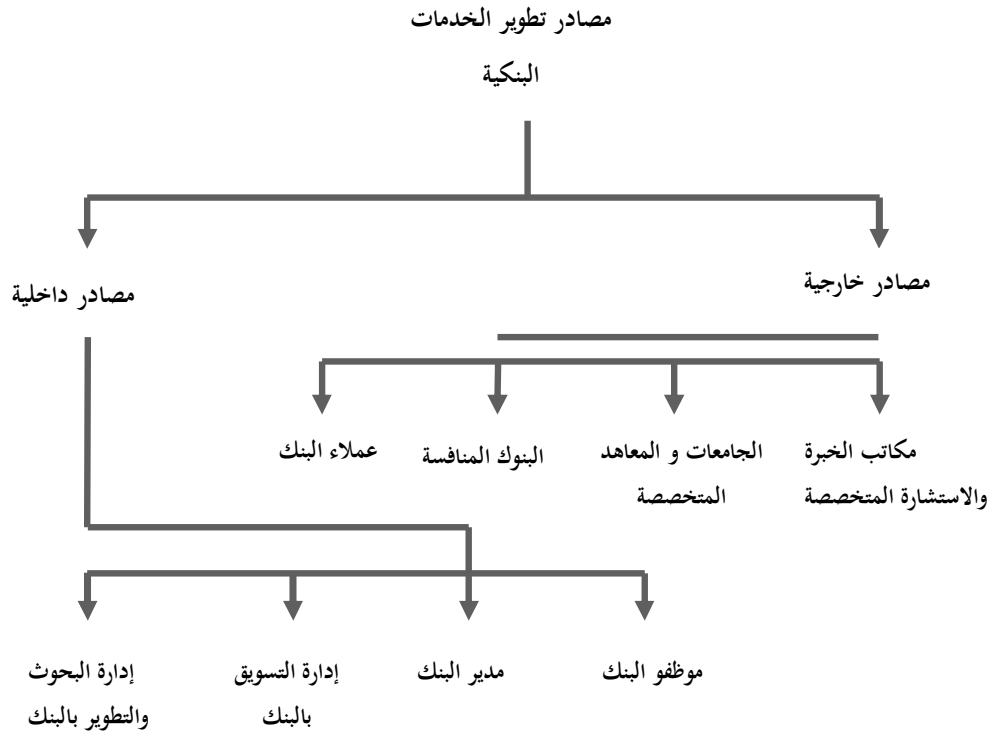 مصادر تطوير الخدمات
البنكية
مصادر خارجية
مصادر داخلية
مكاتب الخبرة
والاستشارة المتخصصة
الجامعات و المعاهد
المتخصصة
البنوك المنافسة
عملاء البنك
موظفو البنك
مدير البنك
إدارة التسويق
بالبنك
إدارة البحوث
والتطوير بالبنك